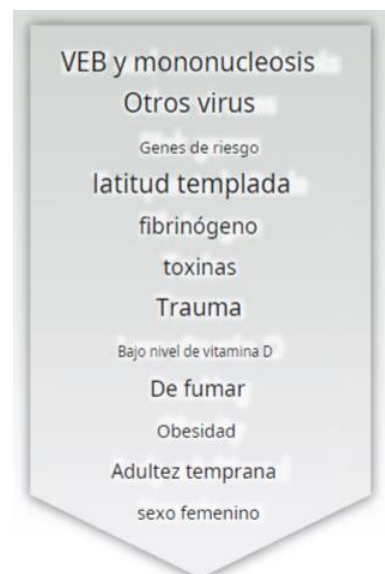 VEB y mononucleosis
Otros virus
Genes de riesgo
latitud templada
fibrinógeno
toxinas
Trauma
Bajo nivel de vitamina D
De fumar
Obesidad
Adultez temprana
sexo femenino